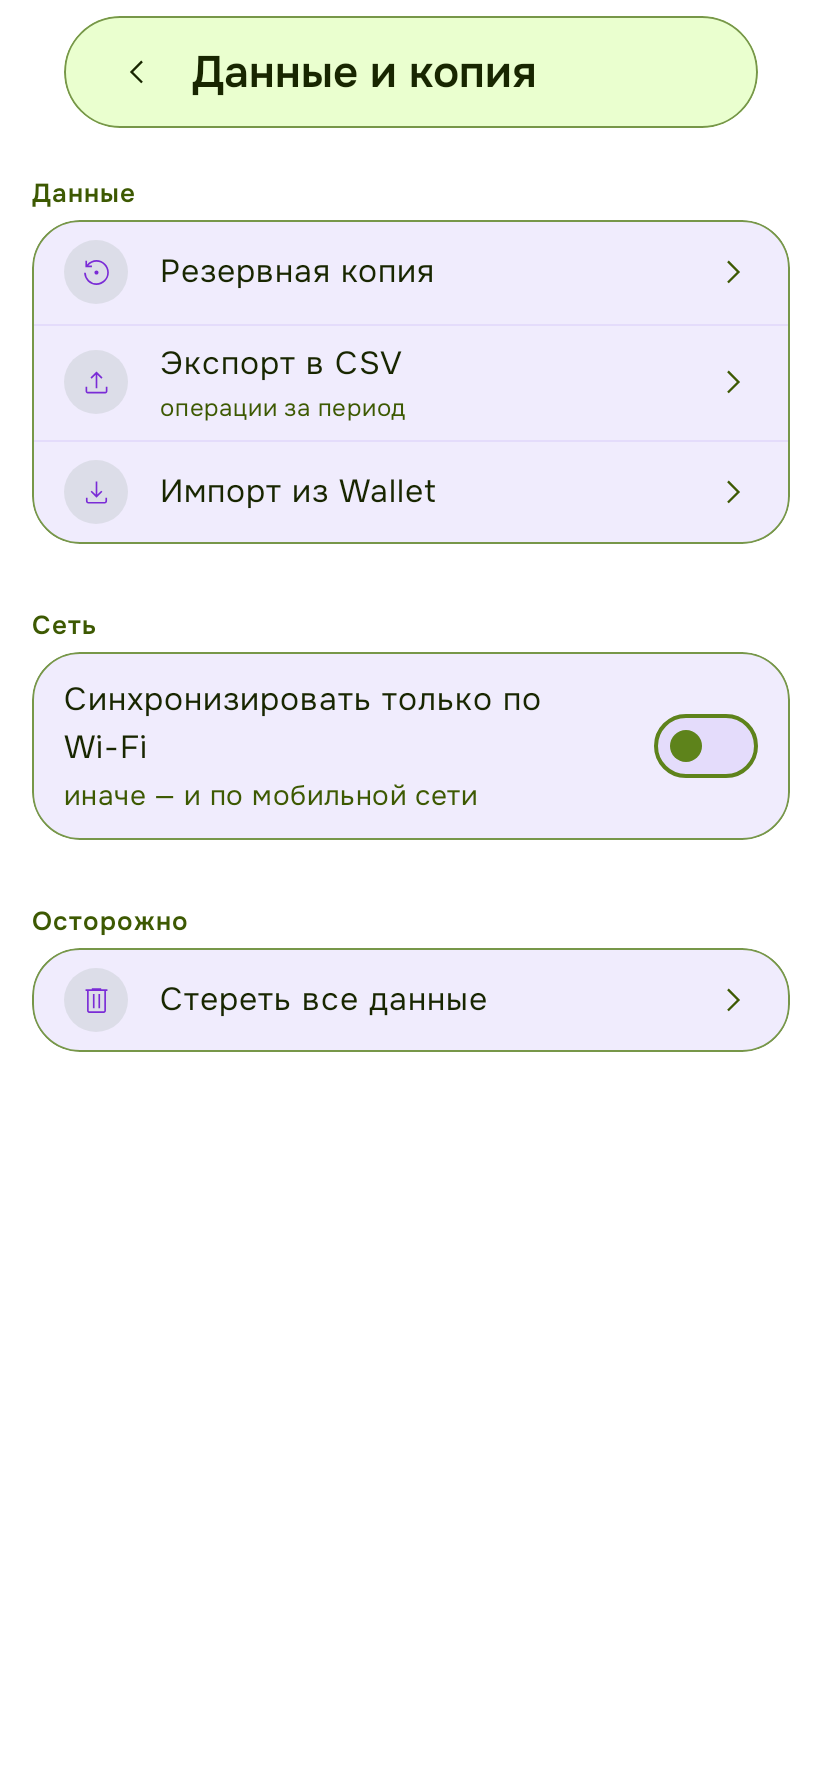 Данные и копия
Данные
Резервная копия
Экспорт в CSV
операции за период
Импорт из Wallet
Сеть
Синхронизировать только по
Wi-Fi
иначе — и по мобильной сети
Осторожно
Стереть все данные